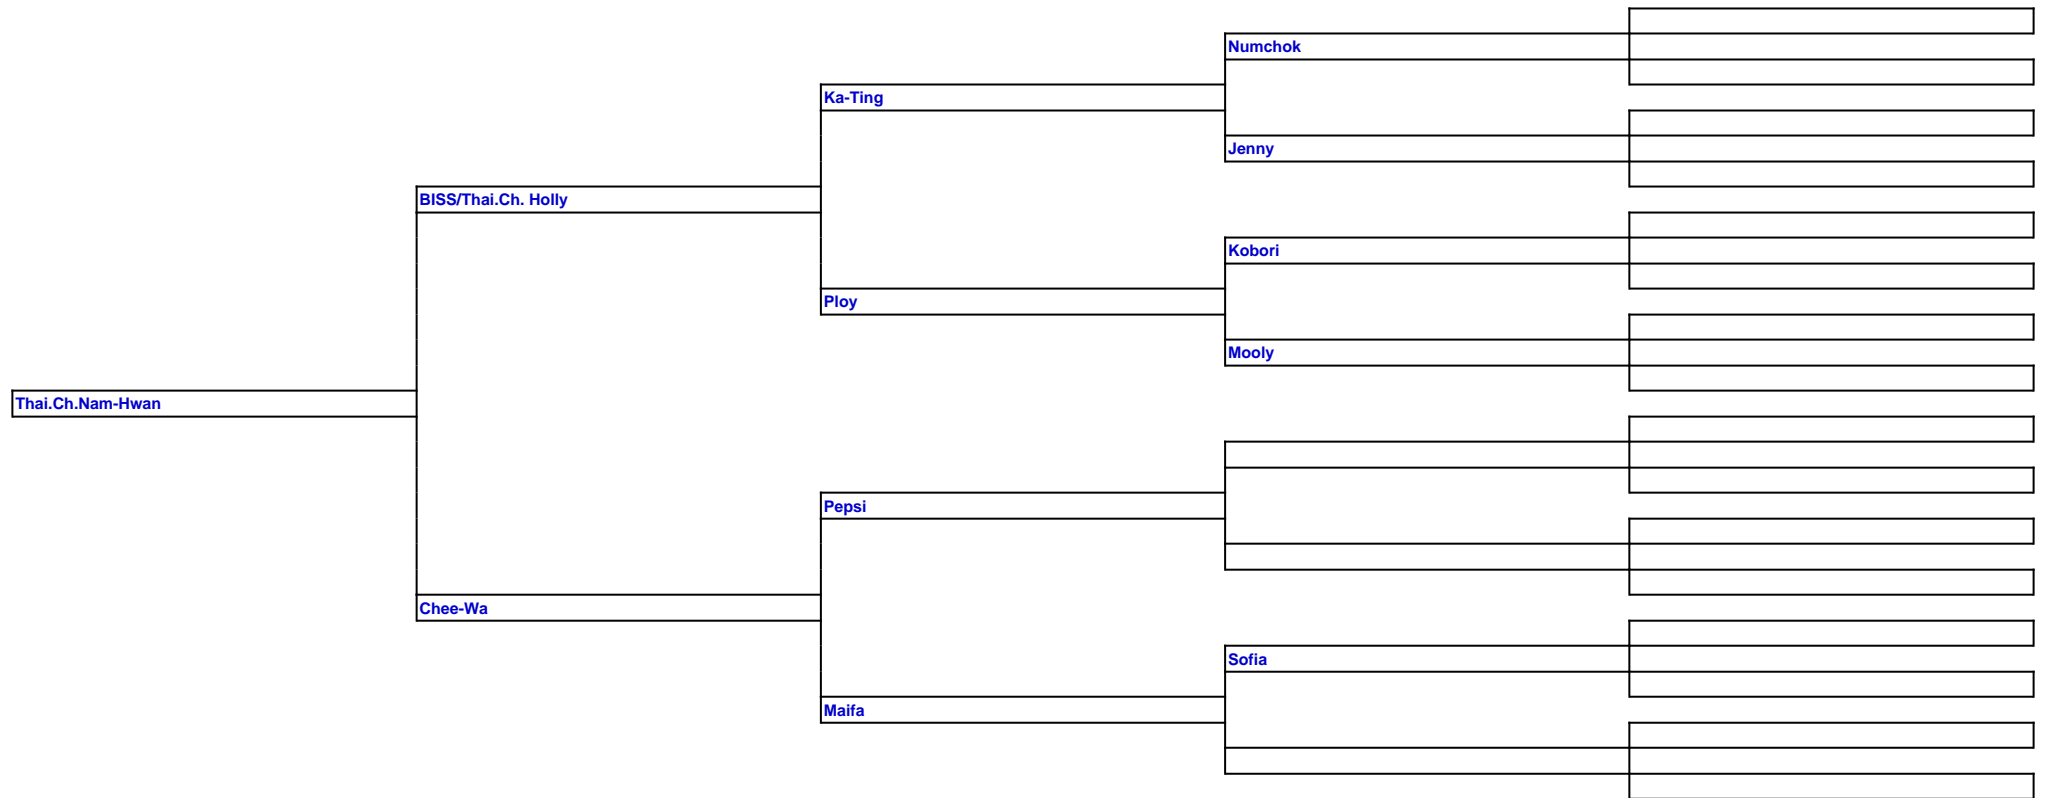 Numchok
Ka-Ting
Jenny
BISS/Thai.Ch. Holly
Kobori
Ploy
Mooly
Thai.Ch.Nam-Hwan
Pepsi
Chee-Wa
Sofia
Maifa